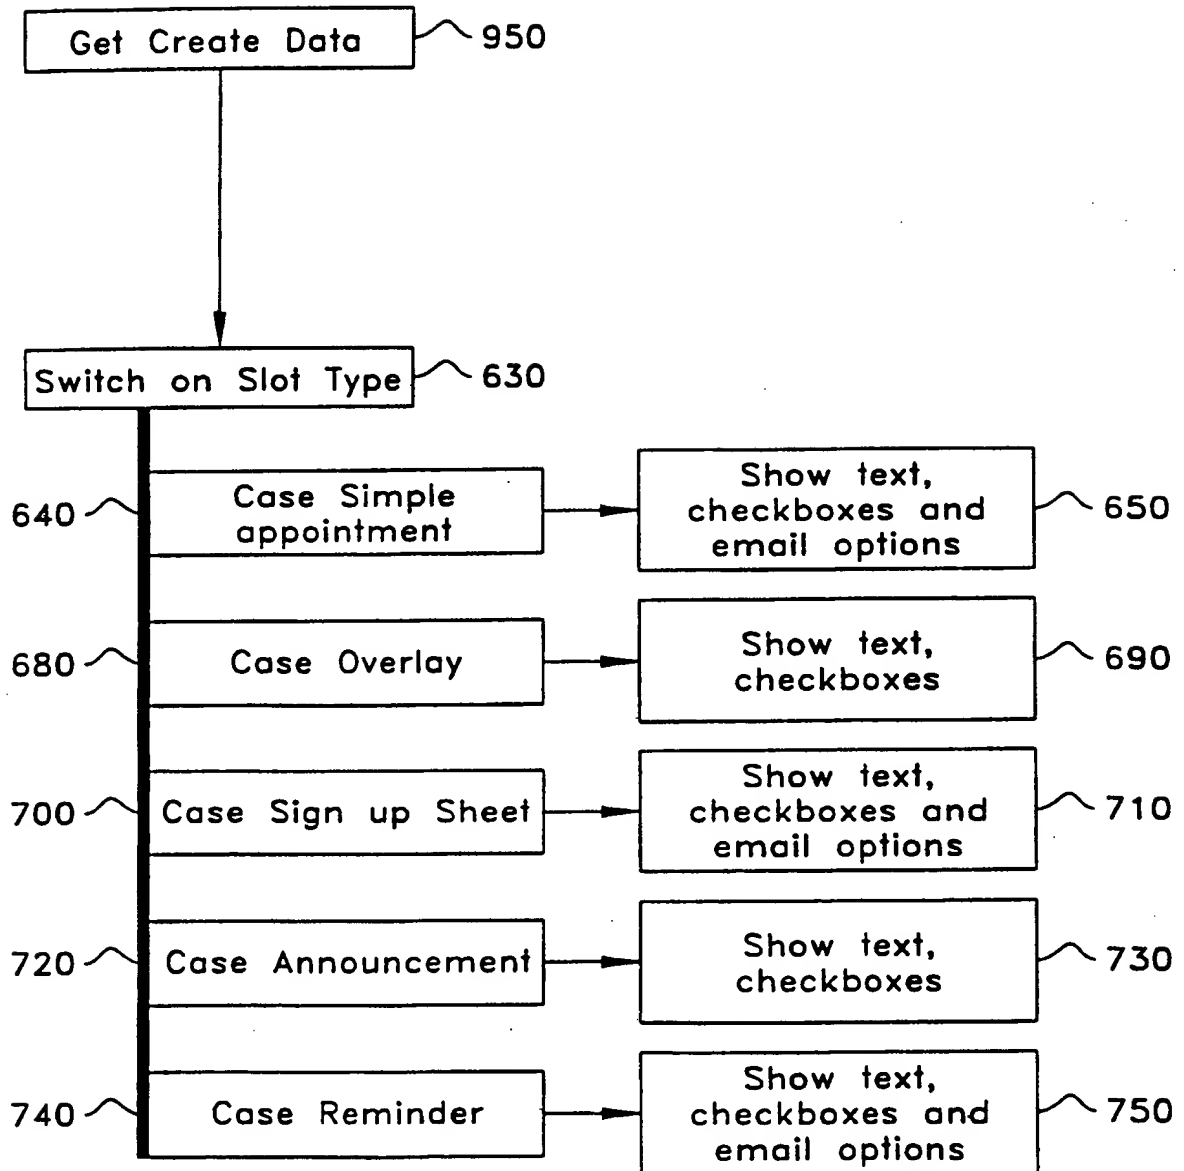 Get Create Data
950
Switch on Slot Type
630
640
Case Simple
appointment
Show text,
checkboxes and
email options
650
680
Case Overlay
Show text,
checkboxes
690
700
Case Sign up Sheet
Show text,
checkboxes and
email options
710
720
Case Announcement
Show text,
checkboxes
730
740
Case Reminder
Show text,
checkboxes and
email options
750